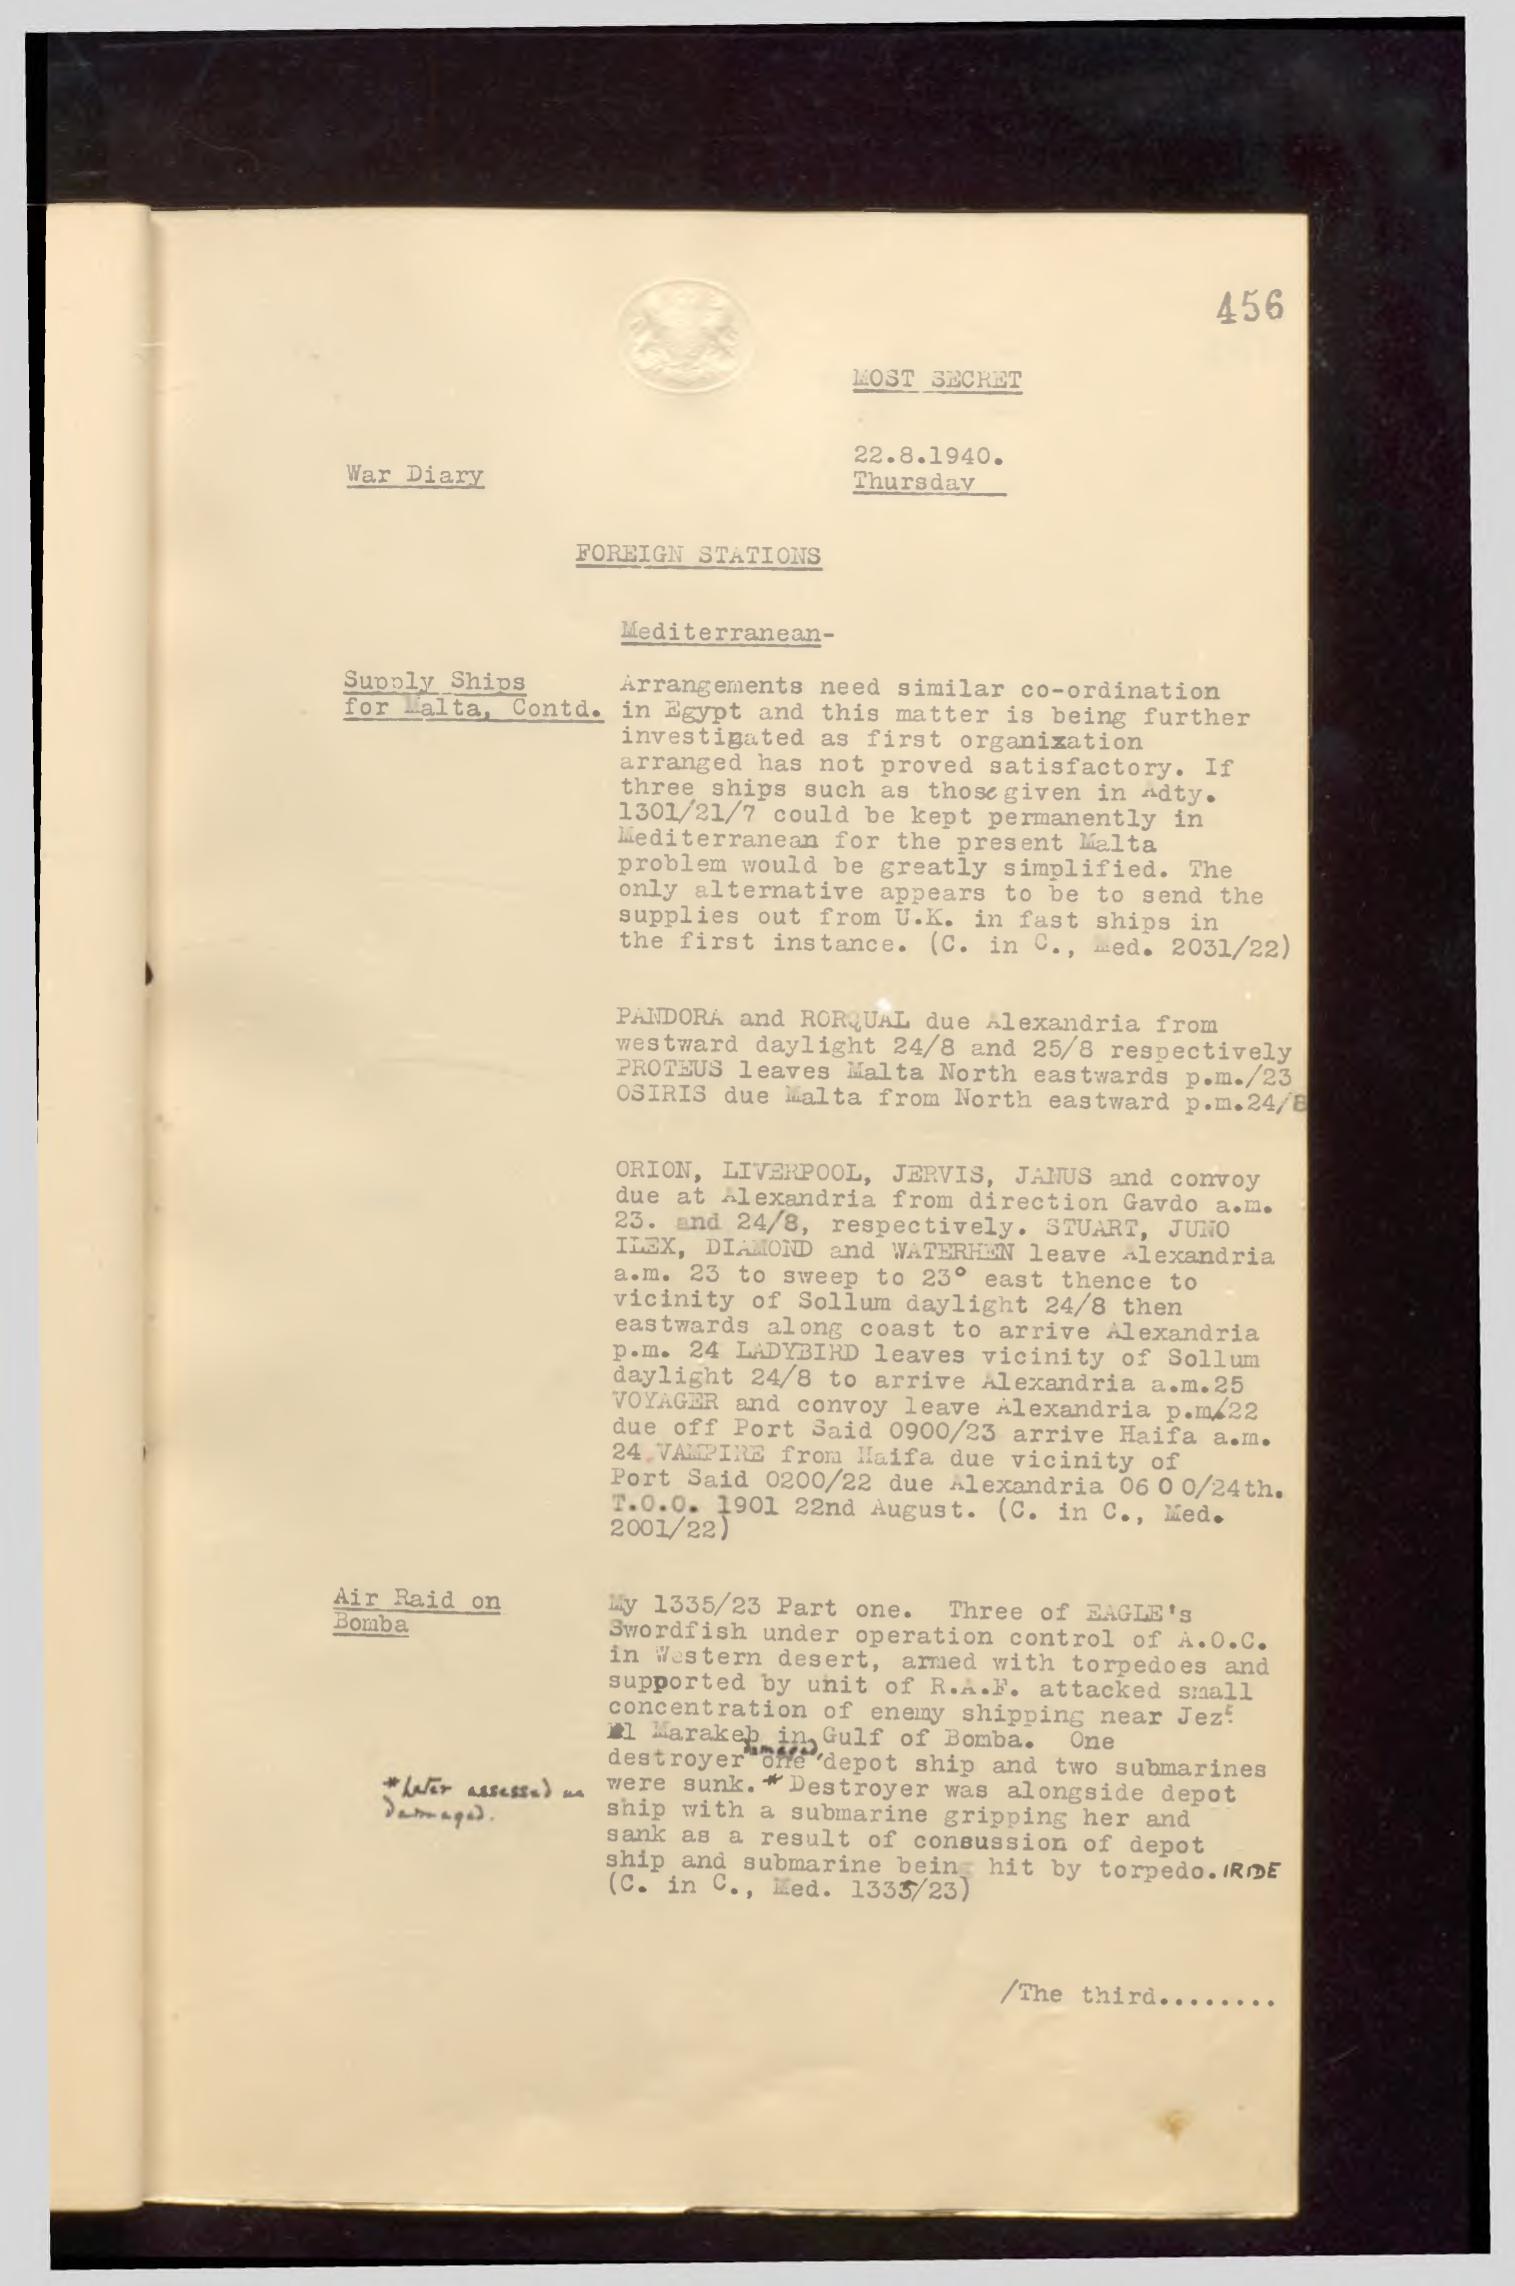 456
MOST SECRET
22.8.1940.
War Diary
Thursday
FOREIGN STATIONS
Mediterranean-
Supply Ships
for Malta, Contd.
Arrangements need similar co-ordination
in Egypt and this matter is being further
investigated as first organization
arranged has not proved satisfactory. If
three ships such as those given in Adty.
1301/21/7 could be kept permanently in
Mediterranean for the present Malta
problem would be greatly simplified. The
only alternative appears to be to send the
supplies out from U.K. in fast ships in
the first instance. (C. in C., Med. 2031/22)
PANDORA and RORQUAL due Alexandria from
westward daylight 24/8 and 25/8 respectively
PROTEUS leaves Malta North eastwards p.m./23
OSIRIS due Malta from North eastward p.m.24/8
ORION, LIVERPOOL, JERVIS, JANUS and convoy
due at Alexandria from direction Gavdo a.m.
23. and 24/8, respectively. STUART, JUNO
ILEX, DIAMOND and WATERHEN leave Alexandria
a.m. 23 to sweep to 23° east thence to
vicinity of Sollum daylight 24/8 then
eastwards along coast to arrive Alexandria
p.m. 24 LADYBIRD leaves vicinity of Sollum
daylight 24/8 to arrive Alexandria a.m.25
VOYAGER and convoy leave Alexandria p.m/22
due off Port Said 0900/23 arrive Haifa a.m.
24 VAMPIRE from Haifa due vicinity of
Port Said 0200/22 due Alexandria 06 0 0/24th.
T.O.O. 1901 22nd August. (C. in C., Med.
2001/22)
Air Raid on
Bomba
My 1335/23 Part one. Three of EAGLE's
Swordfish under operation control of A.O.C.
in Western desert, armed with torpedoes and
supported by unit of R.A.F. attacked small
concentration of enemy shipping near Jez^t
El Marakeb in Gulf of Bomba. One
destroyer damaged, one depot ship and two submarines
were sunk.* Destroyer was alongside depot
ship with a submarine gripping her and
sank as a result of consussion of depot
ship and submarine being hit by torpedo. IRIDE
(C. in C., Med. 1335/23)
* Later assessed as
damaged.
/The third........